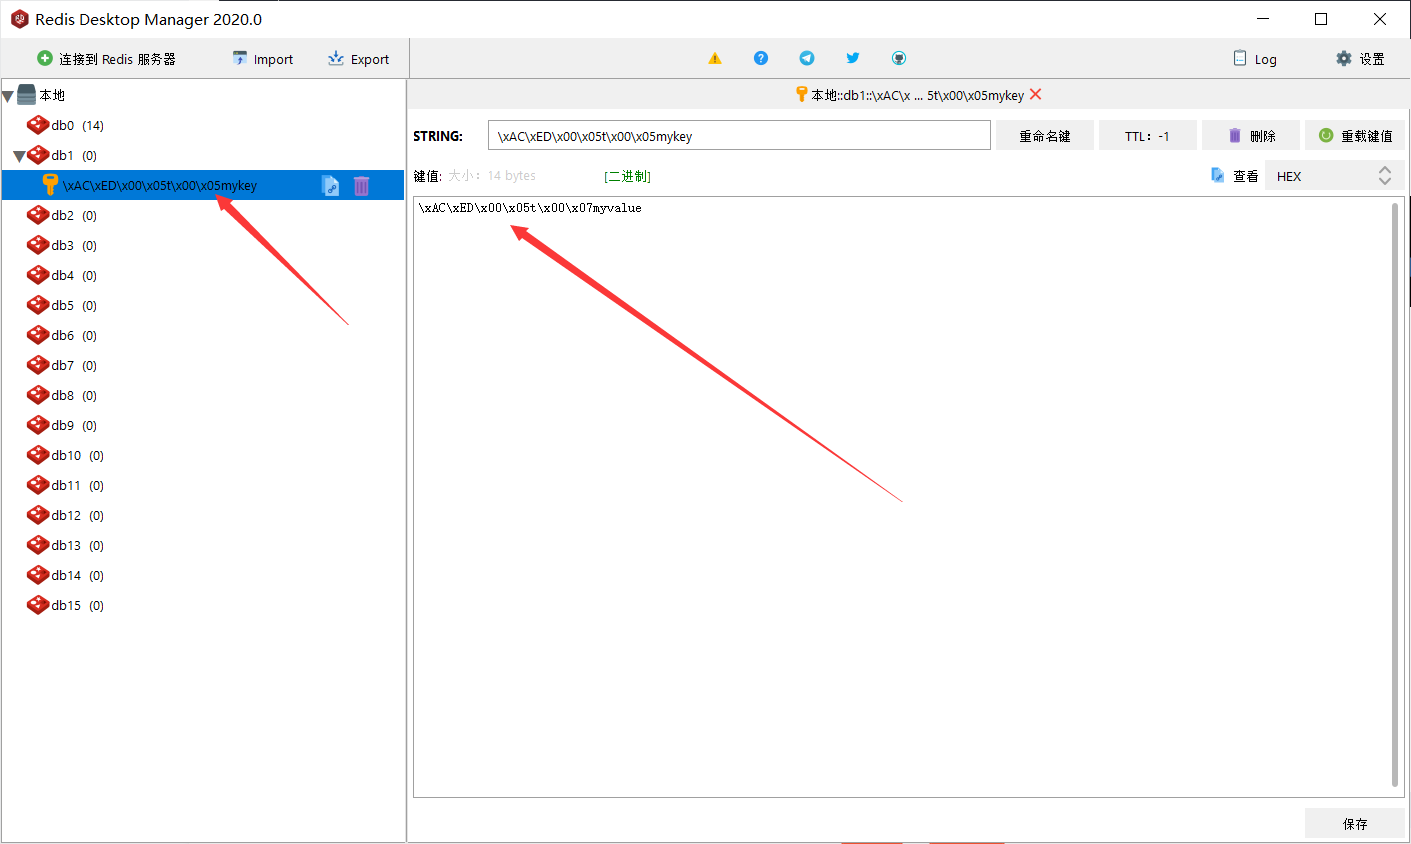 Redis Desktop Manager 2020.0
连接到 Redis 服务器
Import
Export
Log
设置
本地
db0 (14)
db1 (0)
\xAC\xED\x00\x05t\x00\x05mykey
db2 (0)
db3 (0)
db4 (0)
db5 (0)
db6 (0)
db7 (0)
db8 (0)
db9 (0)
db10 (0)
db11 (0)
db12 (0)
db13 (0)
db14 (0)
db15 (0)
本地::db1::\xAC\x ... 5t\x00\x05mykey
STRING:
\xAC\xED\x00\x05t\x00\x05mykey
重命名键
TTL: -1
删除
重载键值
键值: 大小: 14 bytes
[二进制]
查看
HEX
\xAC\xED\x00\x05t\x00\x07myvalue
保存